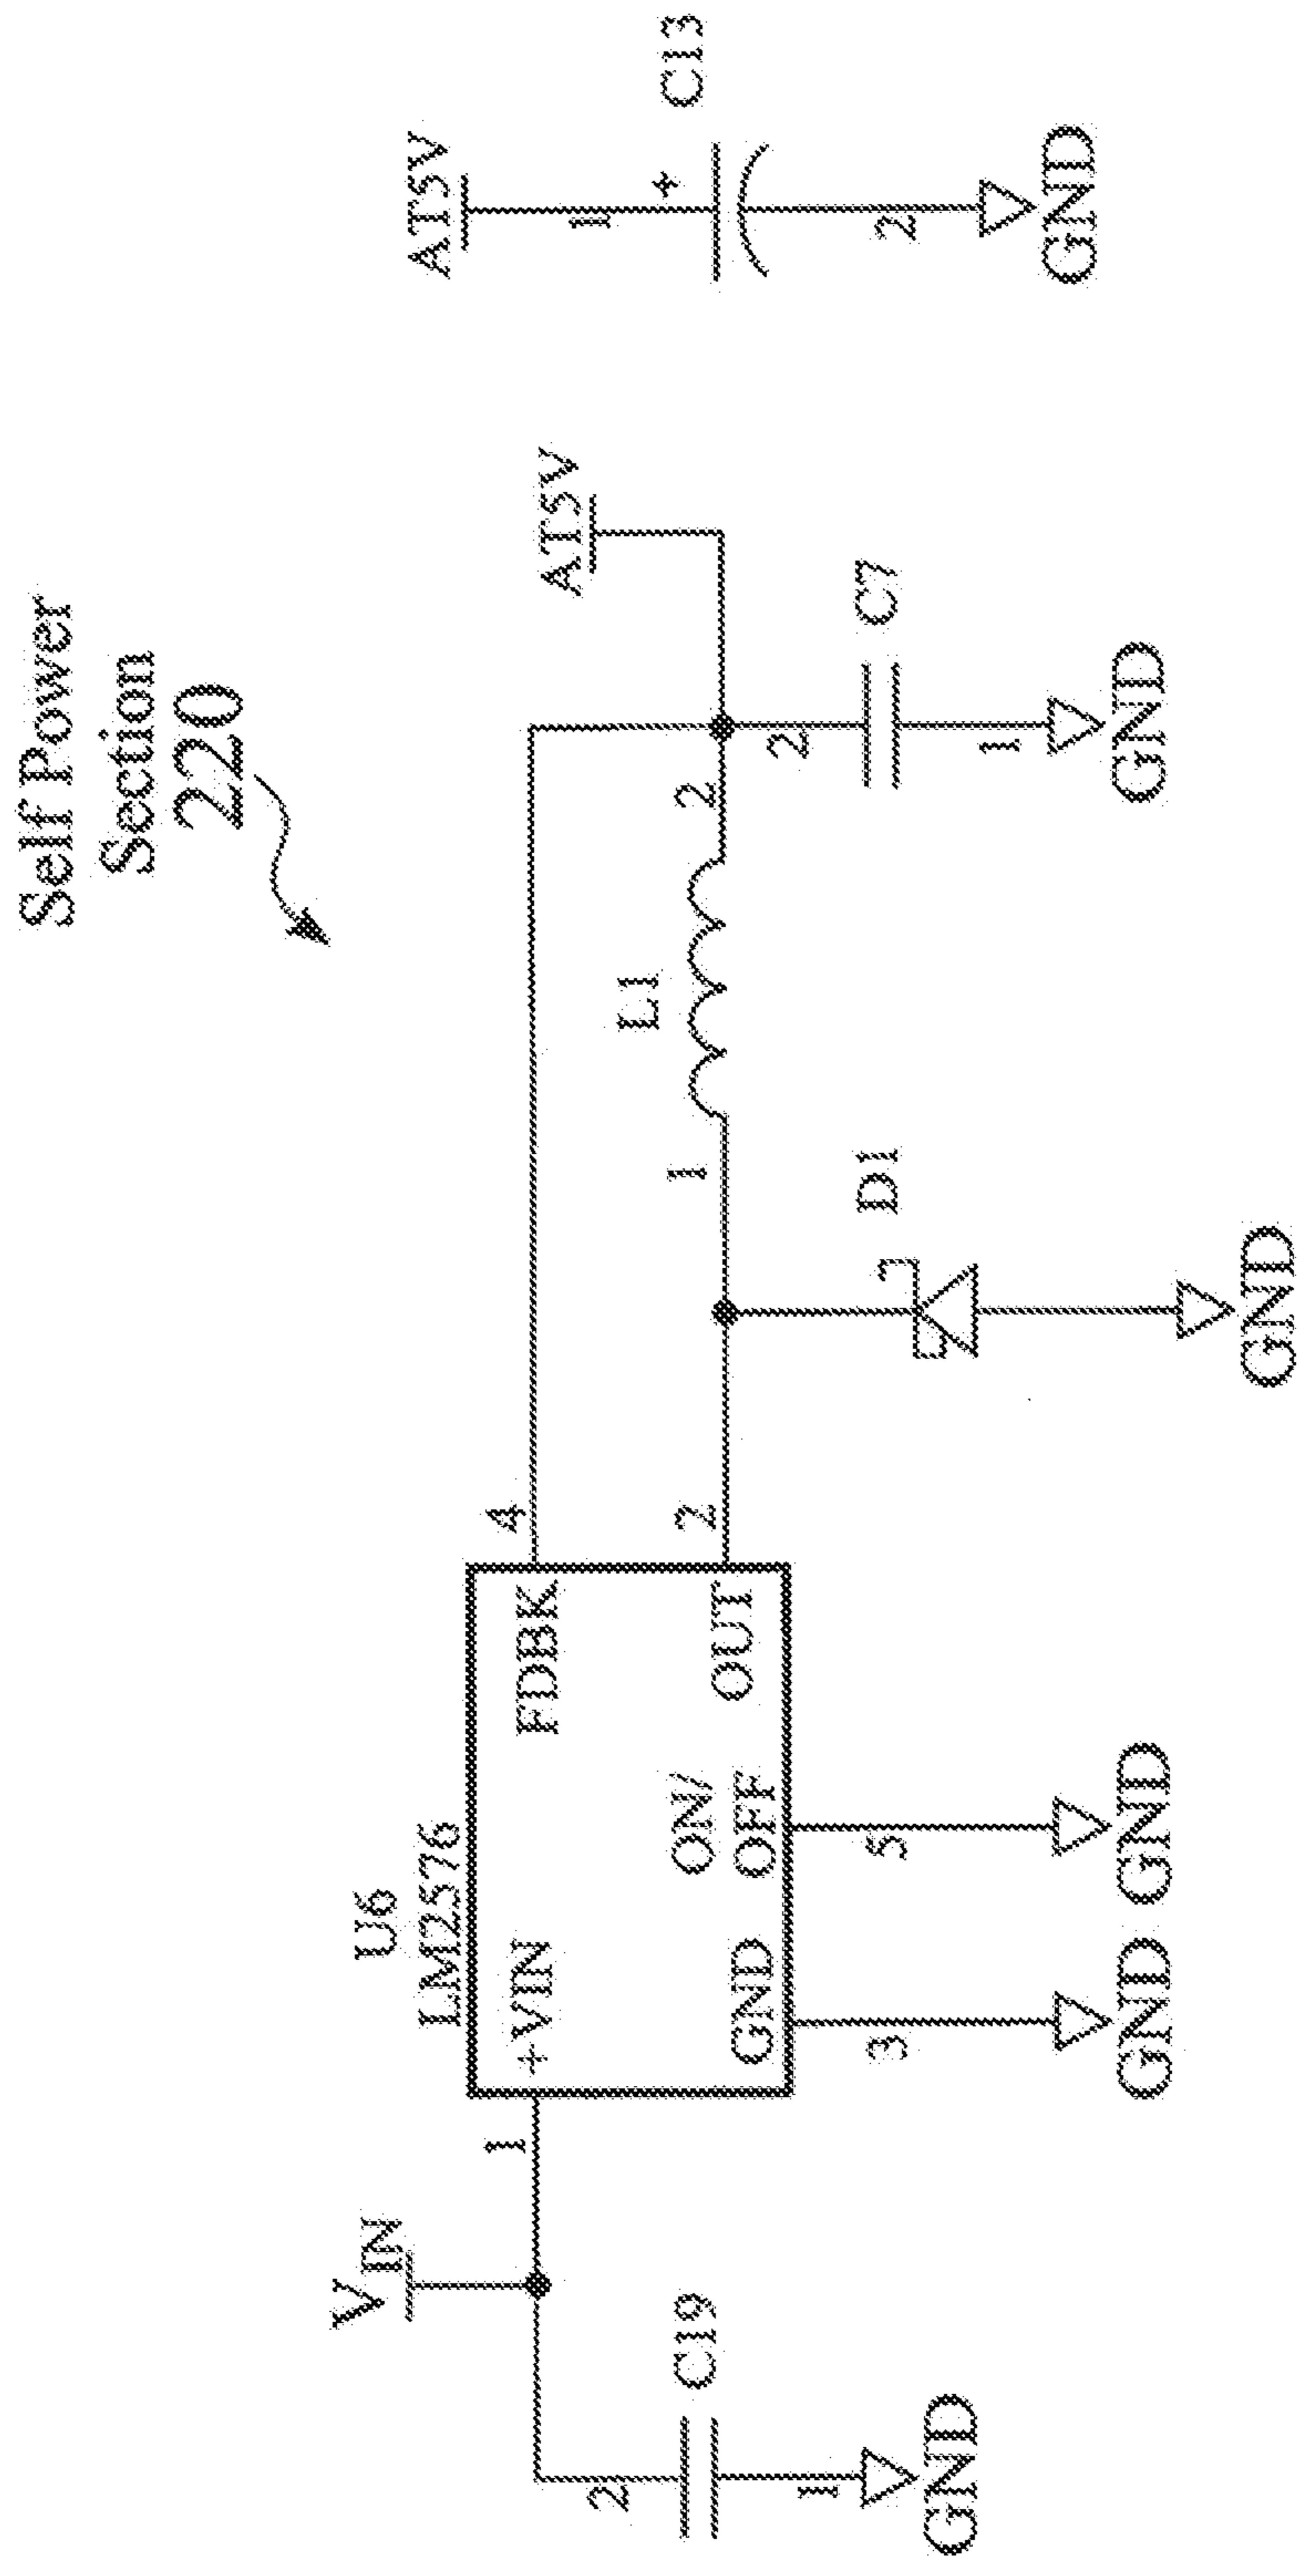 Self Power
Section
220
U6
LM2576
VIN
1
+VIN
FDBK
4
GND
ON/
OFF
OUT
2
3
5
GND
GND
2
C19
1
GND
1
L1
2
D1
GND
AT5V
2
C7
1
GND
AT5V
1
+
C13
2
GND